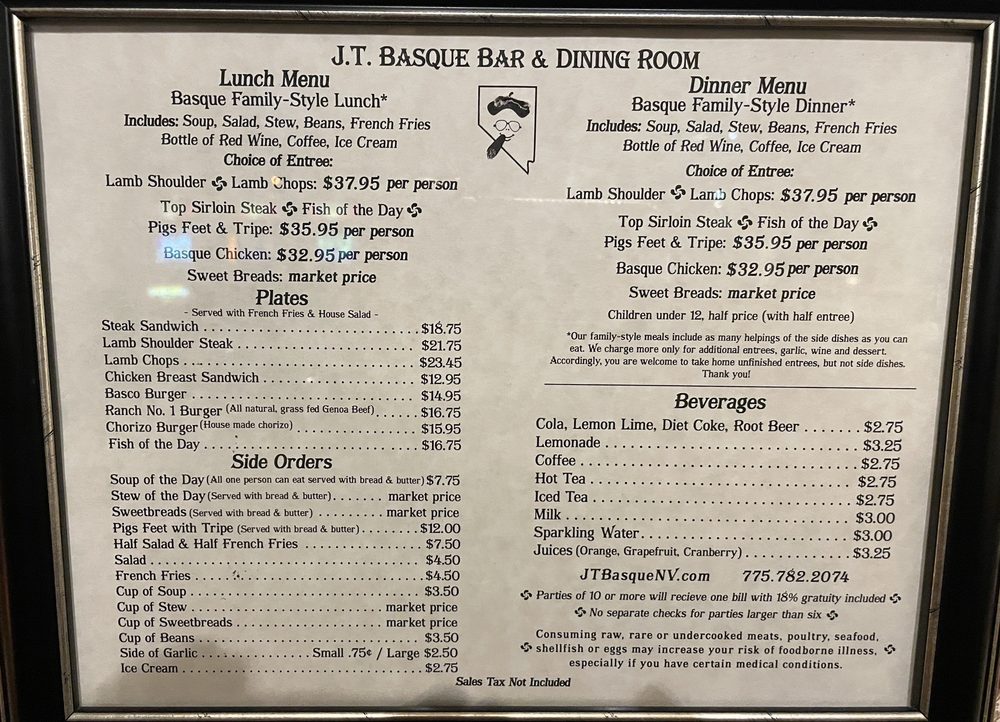 J.T. BASQUE BAR & DINING ROOM
Lunch Menu
Basque Family-Style Lunch*
Includes: Soup, Salad, Stew, Beans, French Fries
Bottle of Red Wine, Coffee, Ice Cream
Choice of Entree:
Lamb Shoulder Lamb Chops: $37.95 per person
Top Sirloin Steak Fish of the Day
Pigs Feet & Tripe: $35.95 per person
Basque Chicken: $32.95 per person
Sweet Breads: market price
Plates
- Served with French Fries & House Salad -
Steak Sandwich . . . . . . . . . . $18.75
Lamb Shoulder Steak . . . . . . . . . . $21.75
Lamb Chops . . . . . . . . . . $23.45
Chicken Breast Sandwich . . . . . . . . . . $12.95
Basco Burger . . . . . . . . . . $14.95
Ranch No. 1 Burger (All natural, grass fed Genoa Beef) . . . . . . $16.75
Chorizo Burger (House made chorizo) . . . . . . . . . . $15.95
Fish of the Day . . . . . . . . . . $16.75
Side Orders
Soup of the Day (All one person can eat served with bread & butter) $7.75
Stew of the Day (Served with bread & butter) . . . . . . . . market price
Sweetbreads (Served with bread & butter) . . . . . . . . . . market price
Pigs Feet with Tripe (Served with bread & butter) . . . . . . . . $12.00
Half Salad & Half French Fries . . . . . . . . . . $7.50
Salad . . . . . . . . . . $4.50
French Fries . . . . . . . . . . $4.50
Cup of Soup . . . . . . . . . . $3.50
Cup of Stew . . . . . . . . . . market price
Cup of Sweetbreads . . . . . . . . . . market price
Cup of Beans . . . . . . . . . . $3.50
Side of Garlic . . . . . . . . . . Small .75¢ / Large $2.50
Ice Cream . . . . . . . . . . $2.75
Dinner Menu
Basque Family-Style Dinner*
Includes: Soup, Salad, Stew, Beans, French Fries
Bottle of Red Wine, Coffee, Ice Cream
Choice of Entree:
Lamb Shoulder Lamb Chops: $37.95 per person
Top Sirloin Steak Fish of the Day
Pigs Feet & Tripe: $35.95 per person
Basque Chicken: $32.95 per person
Sweet Breads: market price
Children under 12, half price (with half entree)
*Our family-style meals include as many helpings of the side dishes as you can
eat. We charge more only for additional entrees, garlic, wine and dessert.
Accordingly, you are welcome to take home unfinished entrees, but not side dishes.
Thank you!
Beverages
Cola, Lemon Lime, Diet Coke, Root Beer . . . . . . . $2.75
Lemonade . . . . . . . . . . $3.25
Coffee . . . . . . . . . . $2.75
Hot Tea . . . . . . . . . . $2.75
Iced Tea . . . . . . . . . . $2.75
Milk . . . . . . . . . . $3.00
Sparkling Water . . . . . . . . . . $3.00
Juices (Orange, Grapefruit, Cranberry) . . . . . . . . . . $3.25
JTBasqueNV.com 775.782.2074
Parties of 10 or more will recieve one bill with 18% gratuity included
No separate checks for parties larger than six
Consuming raw, rare or undercooked meats, poultry, seafood,
shellfish or eggs may increase your risk of foodborne illness,
especially if you have certain medical conditions.
Sales Tax Not Included